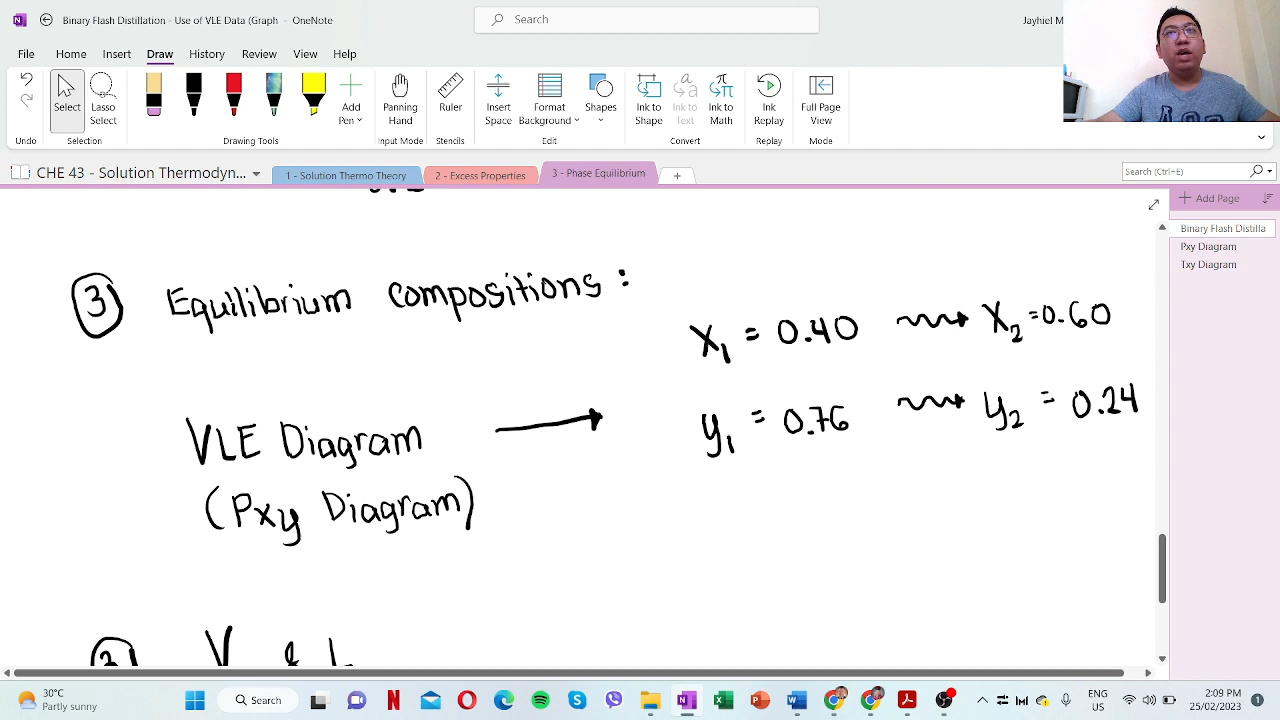 Binary Flash Distillation - Use of VLE Data (Graph - OneNote
Search
Jayhiel M
File Home Insert Draw History Review View Help
Undo
Select
Lasso Select
Add Pen
Panning Hand
Ruler
Insert Space
Format Background
Shapes
Ink to Shape
Ink to Text
Ink to Math
Ink Replay
Full Page View
Undo Selection Drawing Tools Input Mode Stencils Edit Convert Replay Mode
CHE 43 - Solution Thermodyn... 1 - Solution Thermo Theory 2 - Excess Properties 3 - Phase Equilibrium + Search (Ctrl+E)
Add Page
Binary Flash Distilla
Pxy Diagram
Txy Diagram
③ Equilibrium compositions:
x₁ = 0.40 x₂ = 0.60
VLE Diagram → y₁ = 0.76 y₂ = 0.24
(Pxy Diagram)
V & L
30°C
Partly sunny
Search
ENG
US
2:09 PM
25/02/2023
1